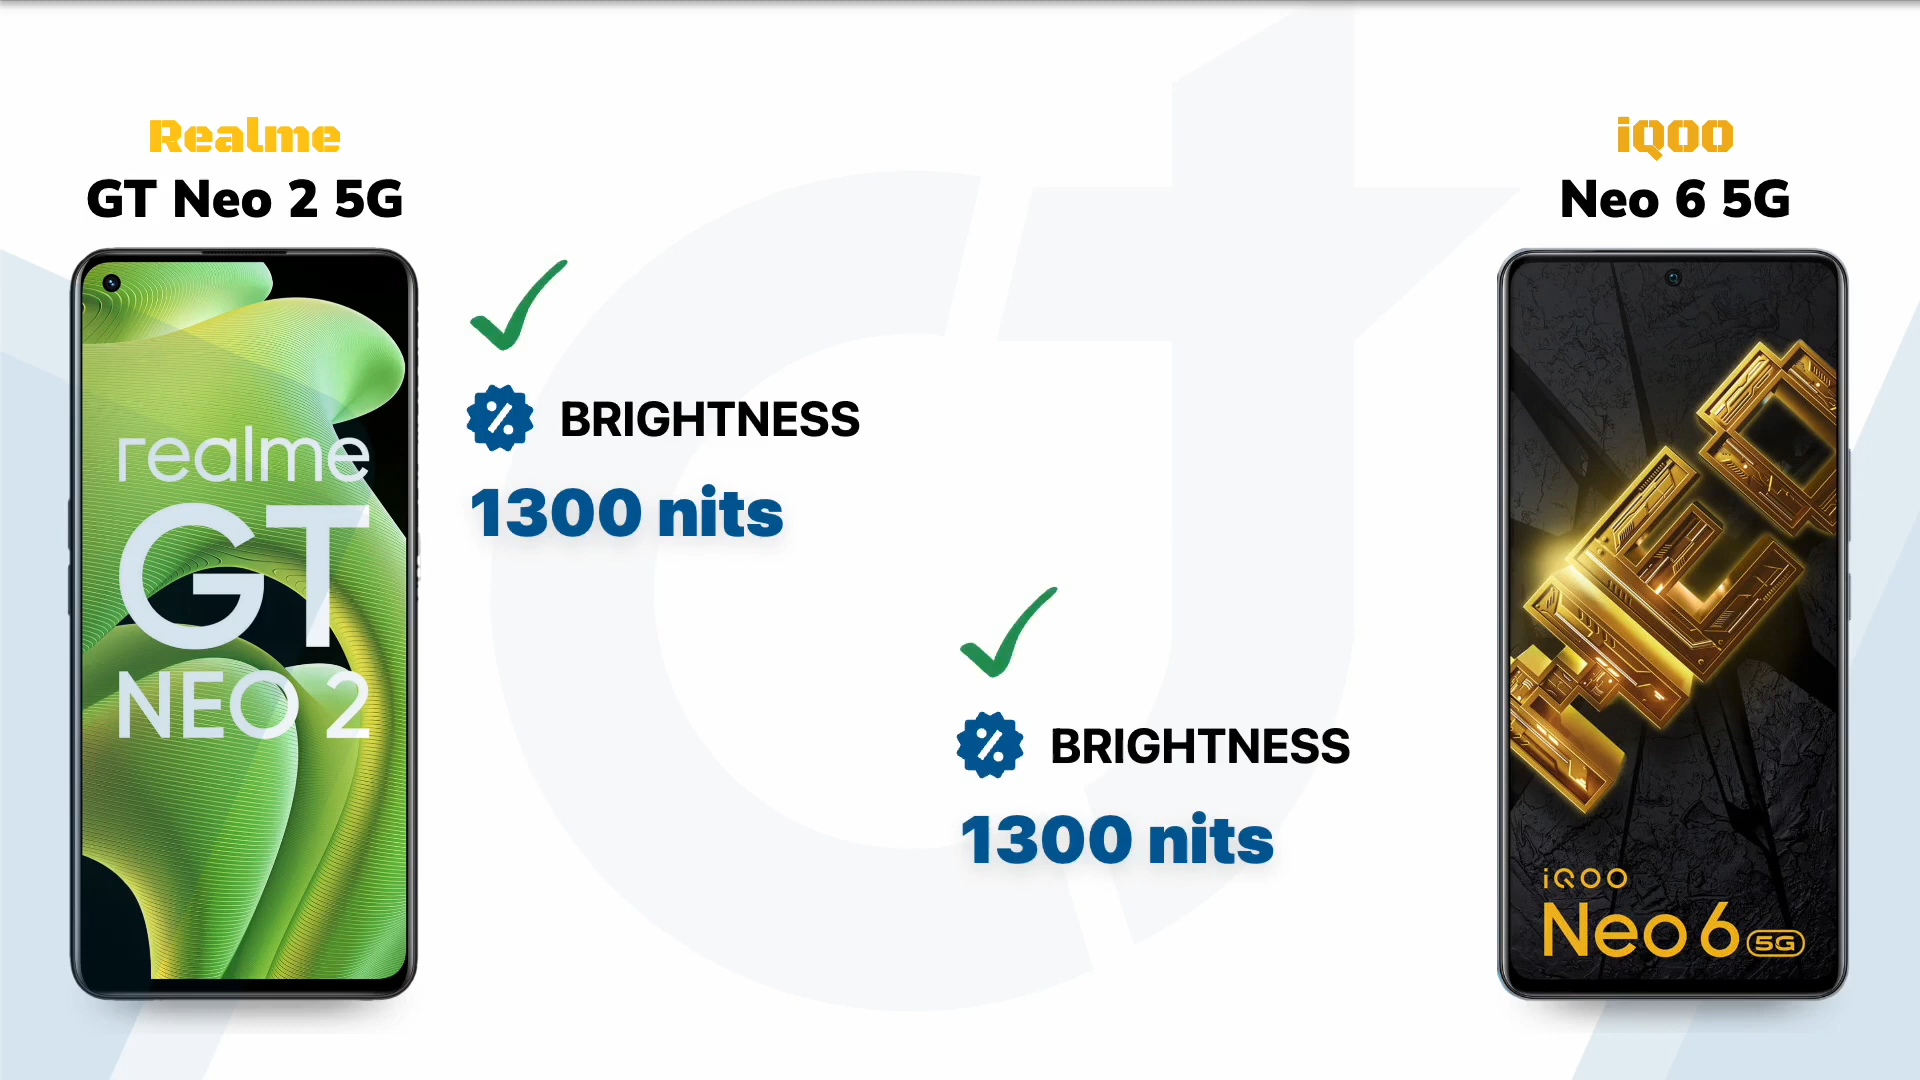 Realme
GT Neo 2 5G
realme
GT
NEO 2
BRIGHTNESS
1300 nits
BRIGHTNESS
1300 nits
iQOO
Neo 6 5G
NEO
iQOO
Neo 6 5G